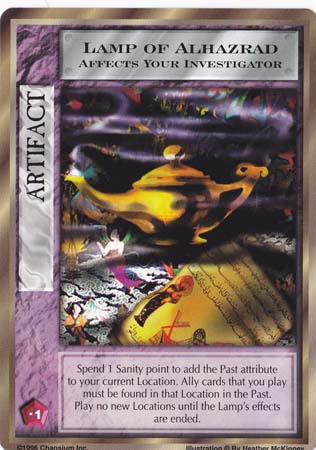 LAMP OF ALHAZRAD
AFFECTS YOUR INVESTIGATOR
ARTIFACT
Spend 1 Sanity point to add the Past attribute
to your current Location. Ally cards that you play
must be found in that Location in the Past.
Play no new Locations until the Lamp's effects
are ended.
-1
©1996 Chaosium Inc.
Illustration © Ry Heather McKinney